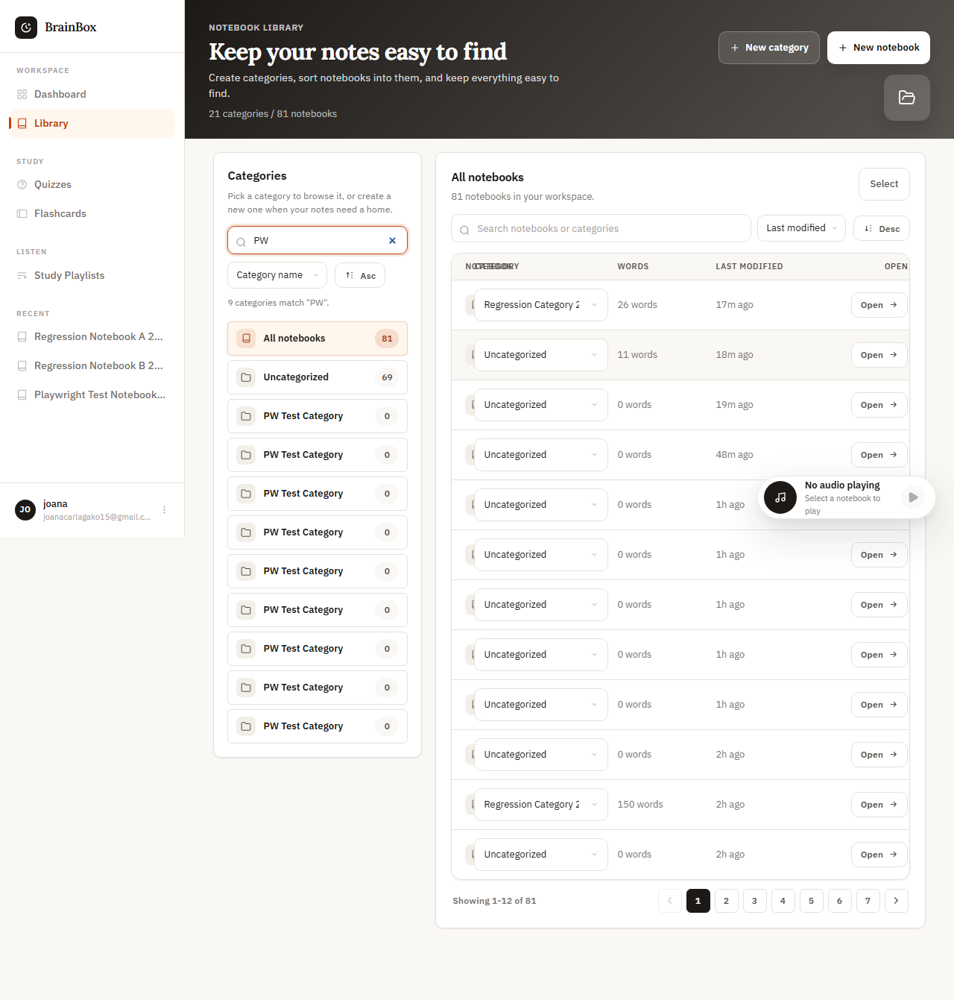 BrainBox
WORKSPACE
Dashboard
Library
STUDY
Quizzes
Flashcards
LISTEN
Study Playlists
RECENT
Regression Notebook A 2...
Regression Notebook B 2...
Playwright Test Notebook...
JO
joana
joanacarlagako15@gmail.c...
NOTEBOOK LIBRARY
Keep your notes easy to find
Create categories, sort notebooks into them, and keep everything easy to
find.
21 categories / 81 notebooks
New category
New notebook
Categories
Pick a category to browse it, or create a
new one when your notes need a home.
PW
Category name
Asc
9 categories match "PW".
All notebooks 81
Uncategorized 69
PW Test Category 0
PW Test Category 0
PW Test Category 0
PW Test Category 0
PW Test Category 0
PW Test Category 0
PW Test Category 0
PW Test Category 0
PW Test Category 0
All notebooks
81 notebooks in your workspace.
Select
Search notebooks or categories
Last modified
Desc
NOTEBOOK CATEGORY WORDS LAST MODIFIED OPEN
Regression Category 2 26 words 17m ago Open
Uncategorized 11 words 18m ago Open
Uncategorized 0 words 19m ago Open
Uncategorized 0 words 48m ago Open
Uncategorized 0 words 1h ago
No audio playing
Select a notebook to
play
Uncategorized 0 words 1h ago Open
Uncategorized 0 words 1h ago Open
Uncategorized 0 words 1h ago Open
Uncategorized 0 words 1h ago Open
Uncategorized 0 words 2h ago Open
Regression Category 2 150 words 2h ago Open
Uncategorized 0 words 2h ago Open
Showing 1-12 of 81
1 2 3 4 5 6 7